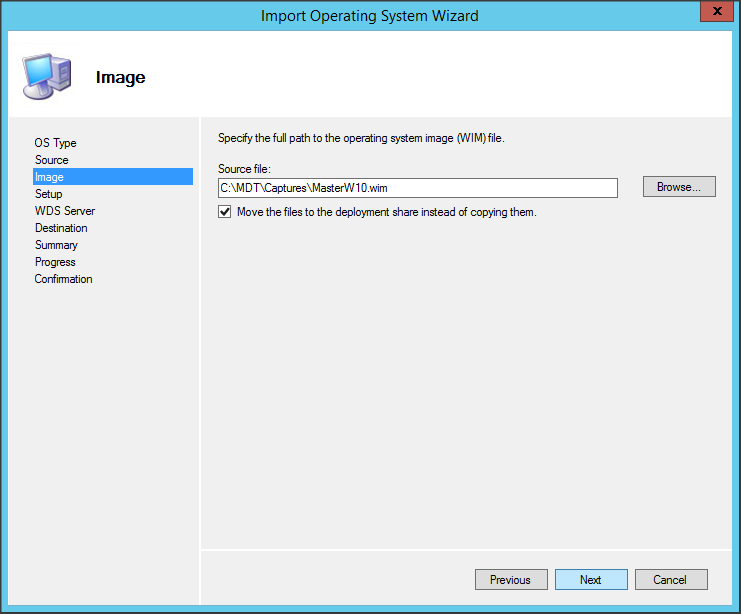 Import Operating System Wizard
x
Image
OS Type
Source
Image
Setup
WDS Server
Destination
Summary
Progress
Confirmation
Specify the full path to the operating system image (WIM) file.
Source file:
C:\MDT\Captures\MasterW10.wim
Browse...
Move the files to the deployment share instead of copying them.
Previous
Next
Cancel